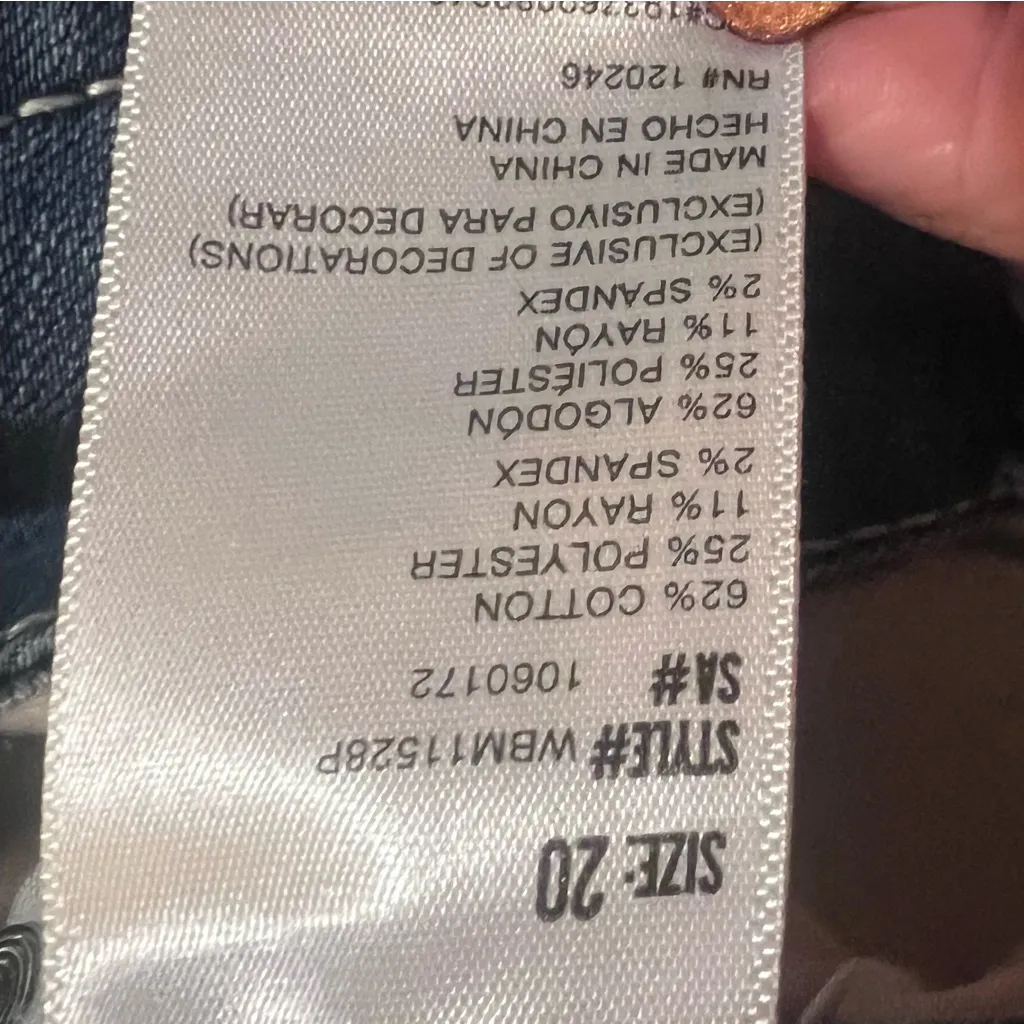 SIZE: 20
STYLE# WBM11528P
SA# 1060172
62% COTTON
25% POLYESTER
11% RAYON
2% SPANDEX
62% ALGODÓN
25% POLIÉSTER
11% RAYÓN
2% SPANDEX
(EXCLUSIVE OF DECORATIONS)
(EXCLUSIVO PARA DECORAR)
MADE IN CHINA
HECHO EN CHINA
RN# 120246